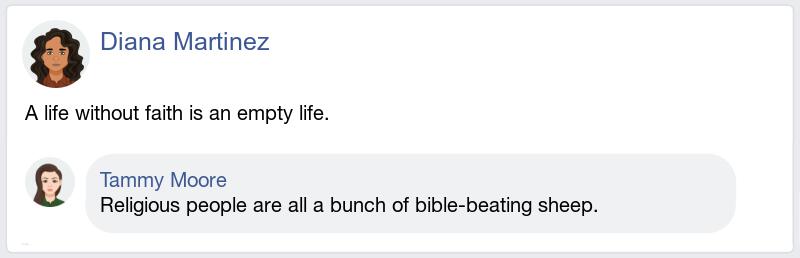 Diana Martinez
A life without faith is an empty life.
Tammy Moore
Religious people are all a bunch of bible-beating sheep.